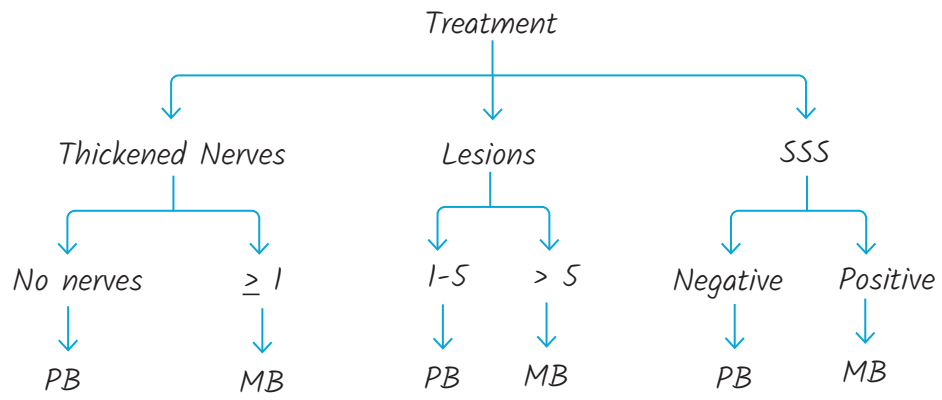 Treatment
Thickened Nerves
Lesions
SSS
No nerves
≥ 1
1-5
> 5
Negative
Positive
PB
MB
PB
MB
PB
MB